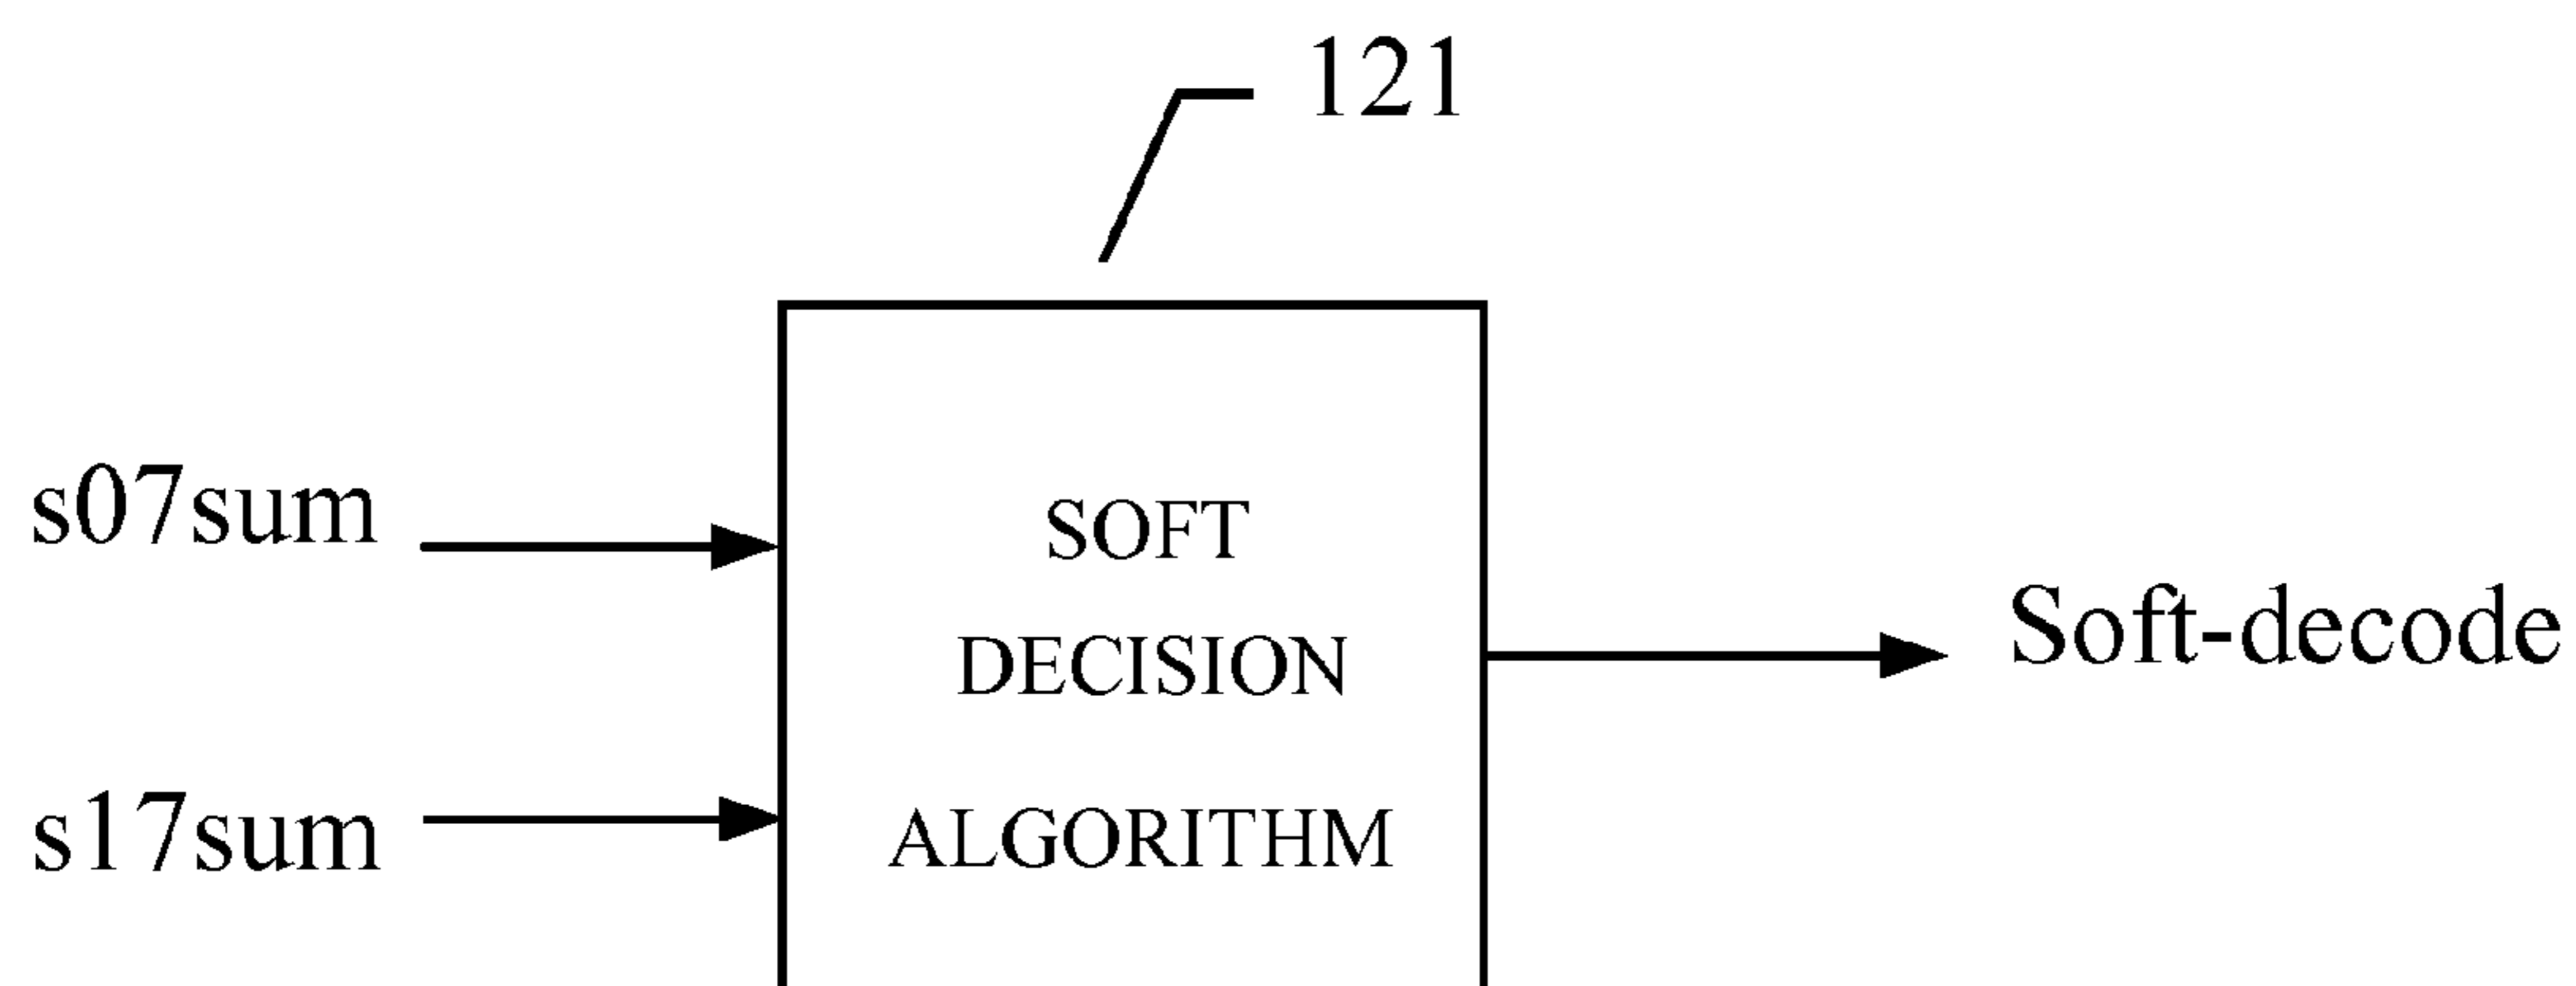 121
s07sum
SOFT
DECISION
ALGORITHM
s17sum
Soft-decode